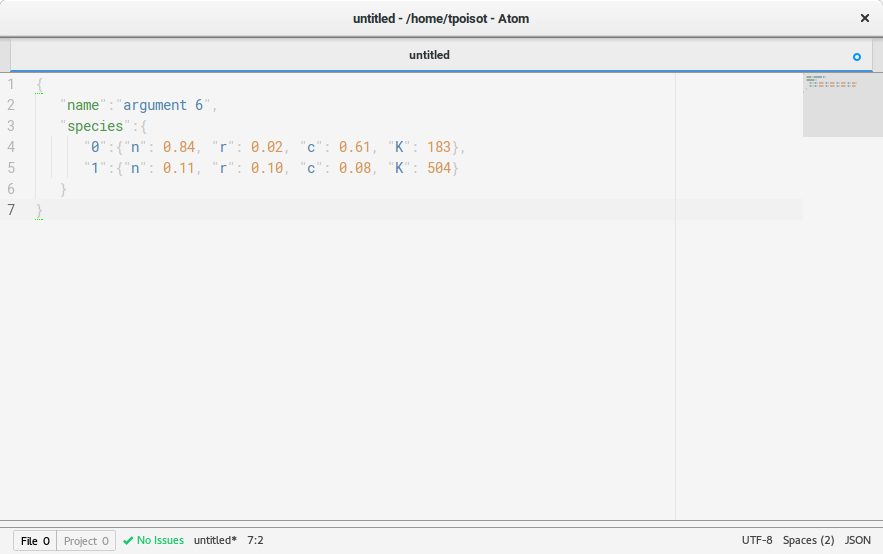 untitled - /home/tpoisot - Atom
untitled
1 {
2 "name":"argument 6",
3 "species":{
4 "0":{"n": 0.84, "r": 0.02, "c": 0.61, "K": 183},
5 "1":{"n": 0.11, "r": 0.10, "c": 0.08, "K": 504}
6 }
7 }
File 0 Project 0 No Issues untitled* 7:2 UTF-8 Spaces (2) JSON